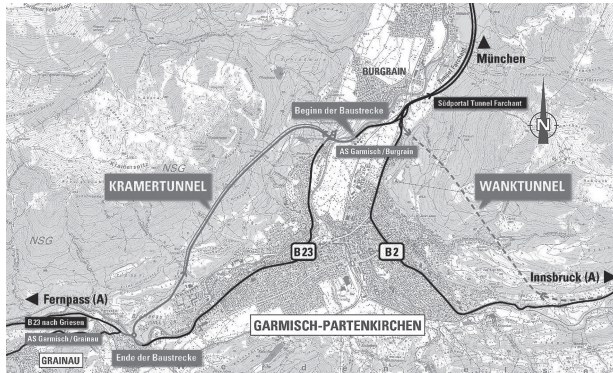 BURGRAIN
München
Südportal Tunnel Farchant
Beginn der Baustrecke
AS Garmisch/Burgrain
N
NSG
KRAMERTUNNEL
WANKTUNNEL
NSG
B23
B2
Fernpass (A)
Innsbruck (A)
B23 nach Griesen
AS Garmisch/Grainau
GARMISCH-PARTENKIRCHEN
GRAINAU
Ende der Baustrecke